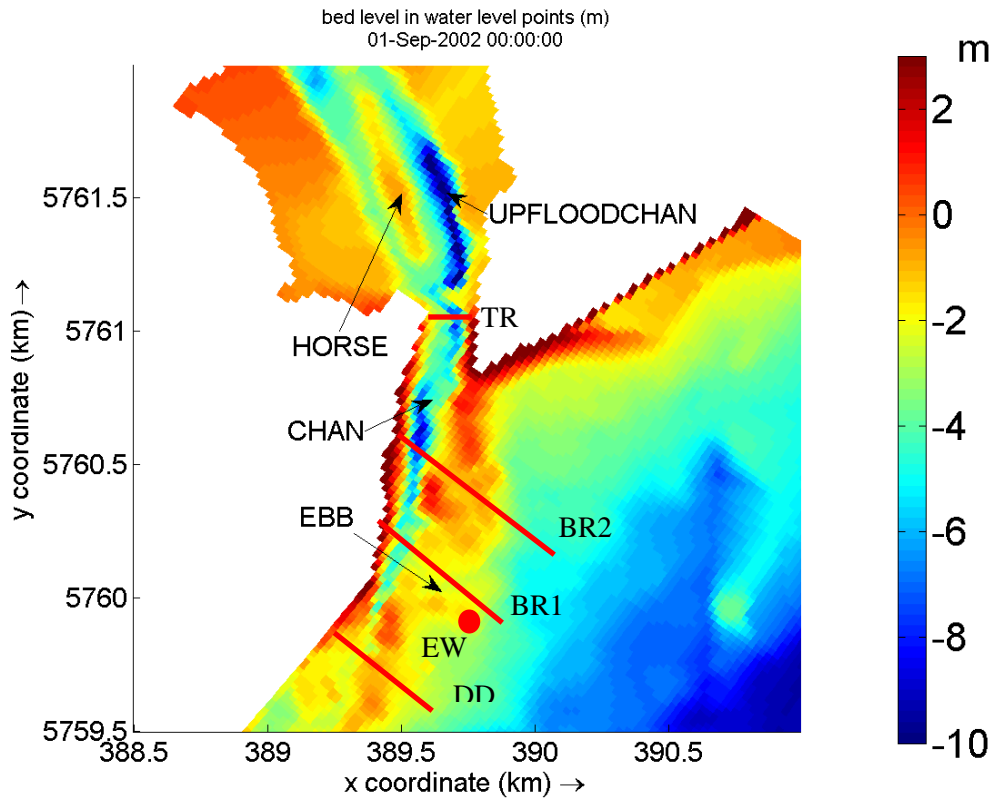 bed level in water level points (m)
01-Sep-2002 00:00:00
m
2
0
-2
-4
-6
-8
-10
y coordinate (km) →
5761.5
5761
5760.5
5760
5759.5
UPFLOODCHAN
TR
HORSE
CHAN
EBB
BR2
BR1
EW
DD
388.5
389
389.5
390
390.5
x coordinate (km) →